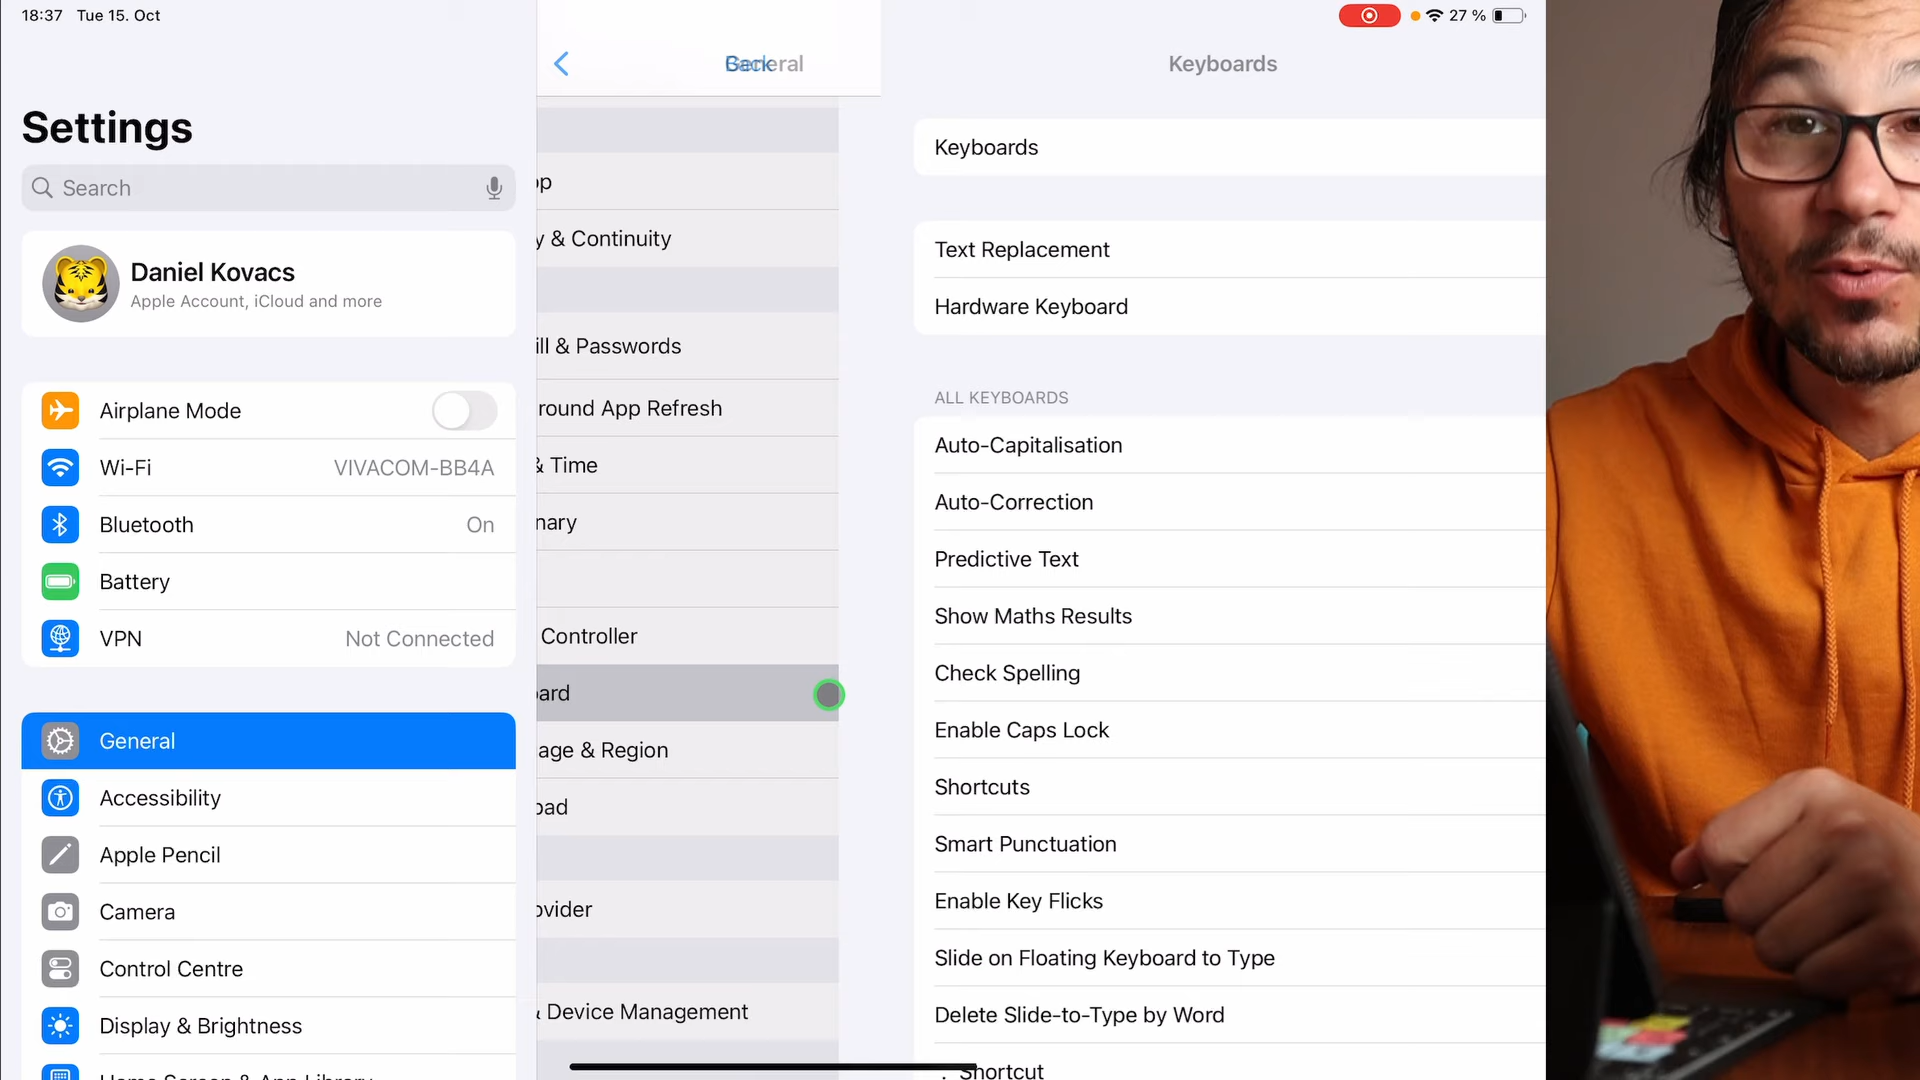 18:37 Tue 15. Oct
27 %
Settings
Search
Daniel Kovacs
Apple Account, iCloud and more
Airplane Mode
Wi-Fi VIVACOM-BB4A
Bluetooth On
Battery
VPN Not Connected
General
Accessibility
Apple Pencil
Camera
Control Centre
Display & Brightness
y & Continuity
ill & Passwords
round App Refresh
& Time
nary
Controller
ard
age & Region
pad
ovider
Device Management
Keyboards
Keyboards
Text Replacement
Hardware Keyboard
ALL KEYBOARDS
Auto-Capitalisation
Auto-Correction
Predictive Text
Show Maths Results
Check Spelling
Enable Caps Lock
Shortcuts
Smart Punctuation
Enable Key Flicks
Slide on Floating Keyboard to Type
Delete Slide-to-Type by Word
Shortcut